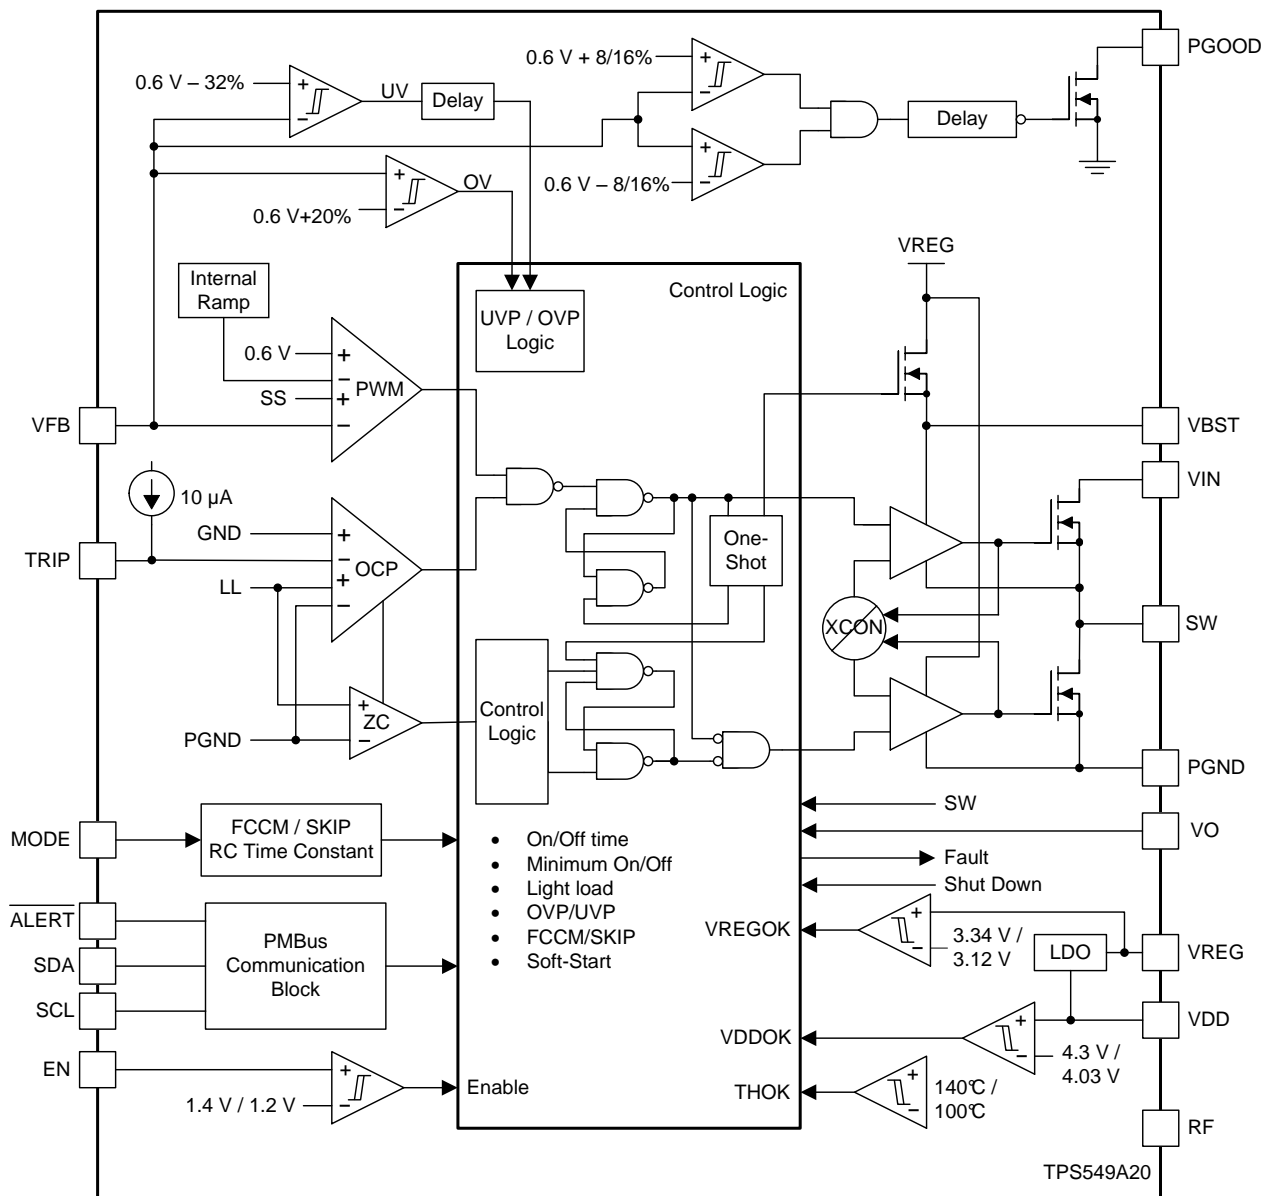 PGOOD
0.6 V + 8/16%
0.6 V – 32%
UV
Delay
Delay
0.6 V – 8/16%
OV
0.6 V+20%
VREG
Internal
Ramp
Control Logic
UVP / OVP
Logic
0.6 V
PWM
SS
VFB
VBST
VIN
10 µA
GND
One-
Shot
TRIP
OCP
LL
XCON
SW
Control
Logic
ZC
PGND
PGND
SW
MODE
FCCM / SKIP
RC Time Constant
VO
• On/Off time
• Minimum On/Off
• Light load
• OVP/UVP
• FCCM/SKIP
• Soft-Start
Fault
Shut Down
ALERT
SDA
SCL
PMBus
Communication
Block
VREGOK
3.34 V /
3.12 V
LDO
VREG
VDD
VDDOK
4.3 V /
4.03 V
EN
1.4 V / 1.2 V
Enable
THOK
140°C /
100°C
RF
TPS549A20